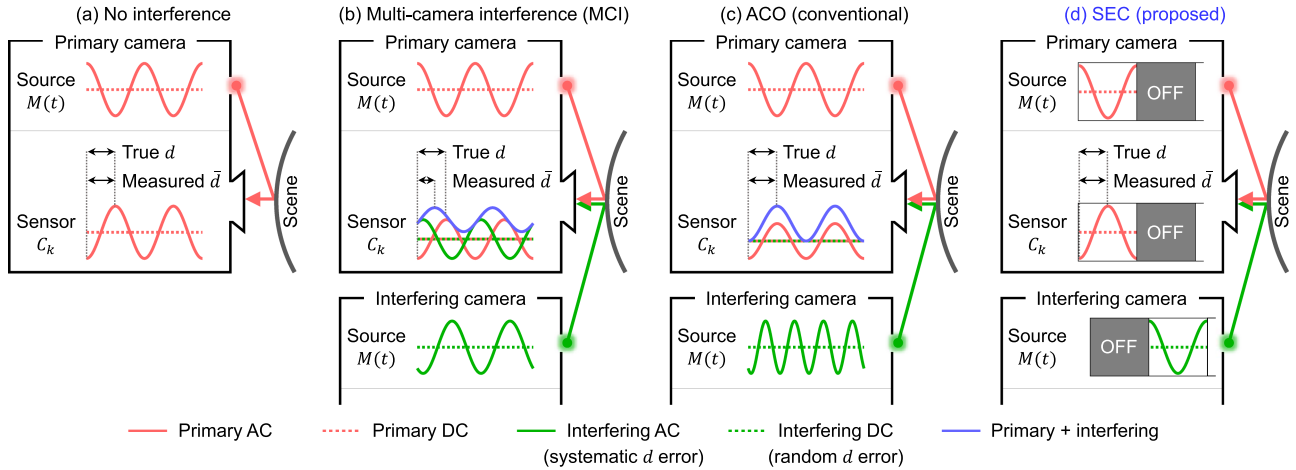 (a) No interference
Primary camera
Source
M(t)
True d
Measured d̄
Sensor
C_k
Scene
(b) Multi-camera interference (MCI)
Primary camera
Source
M(t)
True d
Measured d̄
Sensor
C_k
Scene
Interfering camera
Source
M(t)
(c) ACO (conventional)
Primary camera
Source
M(t)
True d
Measured d̄
Sensor
C_k
Scene
Interfering camera
Source
M(t)
(d) SEC (proposed)
Primary camera
Source
M(t)
OFF
True d
Measured d̄
Sensor
C_k
OFF
Scene
Interfering camera
Source
M(t)
OFF
Primary AC
Primary DC
Interfering AC
(systematic d error)
Interfering DC
(random d error)
Primary + interfering